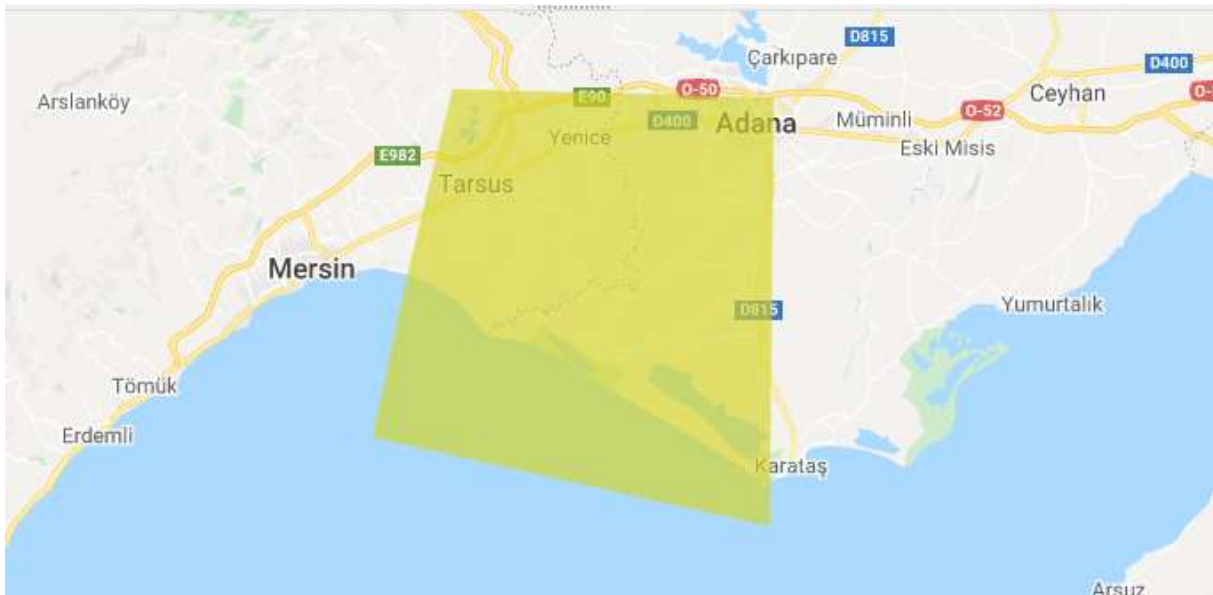 D815
Çarkıpare
D400
Arslanköy
E90
O-50
Ceyhan
O-52
D400
Adana
Müminli
Yenice
Eski Misis
E982
Tarsus
Mersin
Yumurtalık
D815
Tömük
Erdemli
Karataş
Arsuz